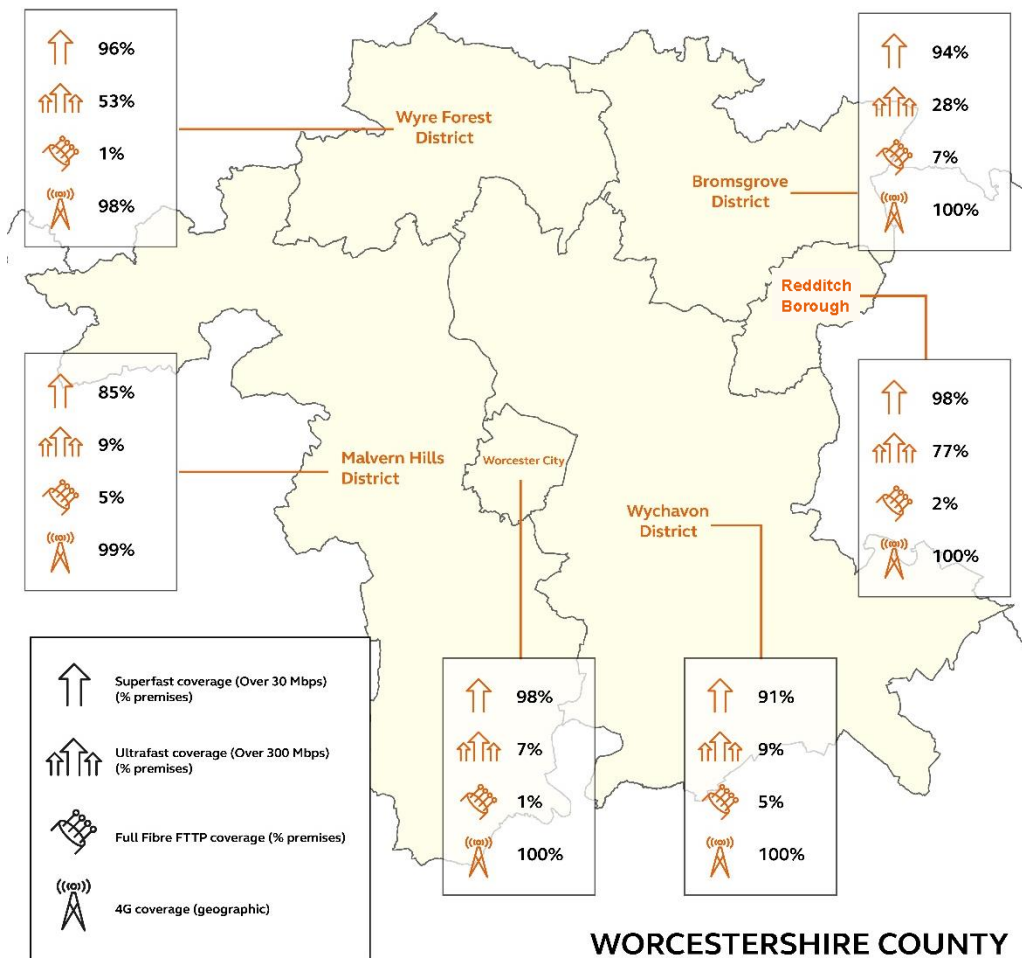 96%
53%
1%
98%
Wyre Forest
District
94%
28%
7%
100%
Bromsgrove
District
Redditch
Borough
98%
77%
2%
100%
85%
9%
5%
99%
Malvern Hills
District
Worcester City
Wychavon
District
98%
7%
1%
100%
91%
9%
5%
100%
Superfast coverage (Over 30 Mbps)
(% premises)
Ultrafast coverage (Over 300 Mbps)
(% premises)
Full Fibre FTTP coverage (% premises)
4G coverage (geographic)
WORCESTERSHIRE COUNTY